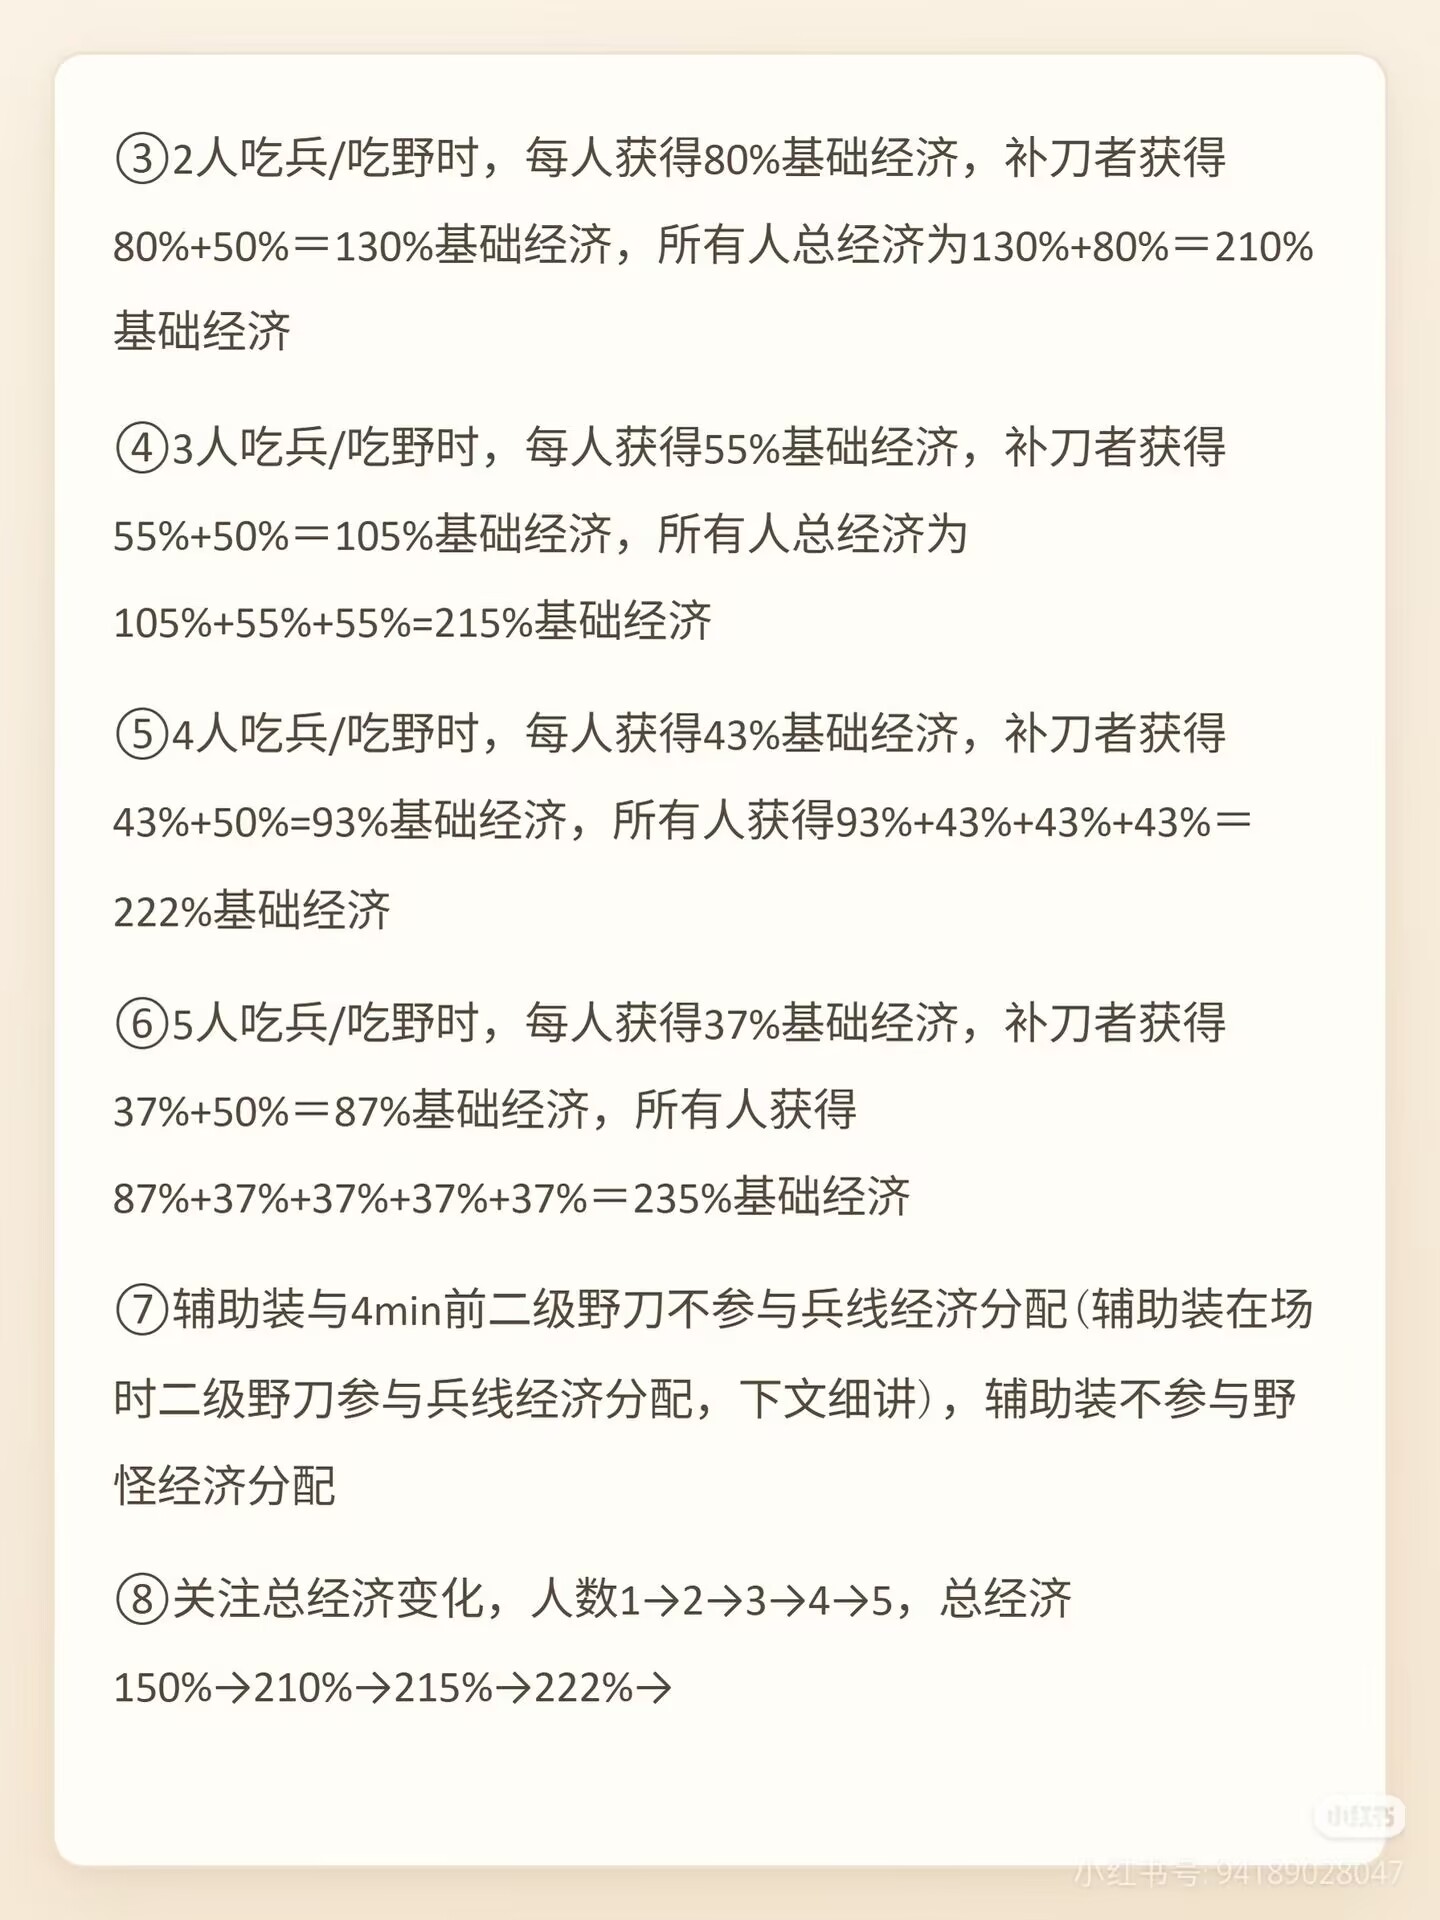 ③2人吃兵/吃野时，每人获得80%基础经济，补刀者获得
80%+50%＝130%基础经济，所有人总经济为130%+80%＝210%
基础经济
④3人吃兵/吃野时，每人获得55%基础经济，补刀者获得
55%+50%＝105%基础经济，所有人总经济为
105%+55%+55%=215%基础经济
⑤4人吃兵/吃野时，每人获得43%基础经济，补刀者获得
43%+50%=93%基础经济，所有人获得93%+43%+43%+43%＝
222%基础经济
⑥5人吃兵/吃野时，每人获得37%基础经济，补刀者获得
37%+50%＝87%基础经济，所有人获得
87%+37%+37%+37%+37%＝235%基础经济
⑦辅助装与4min前二级野刀不参与兵线经济分配（辅助装在场
时二级野刀参与兵线经济分配，下文细讲），辅助装不参与野
怪经济分配
⑧关注总经济变化，人数1→2→3→4→5，总经济
150%→210%→215%→222%→
小红书
小红书号: 94189028047